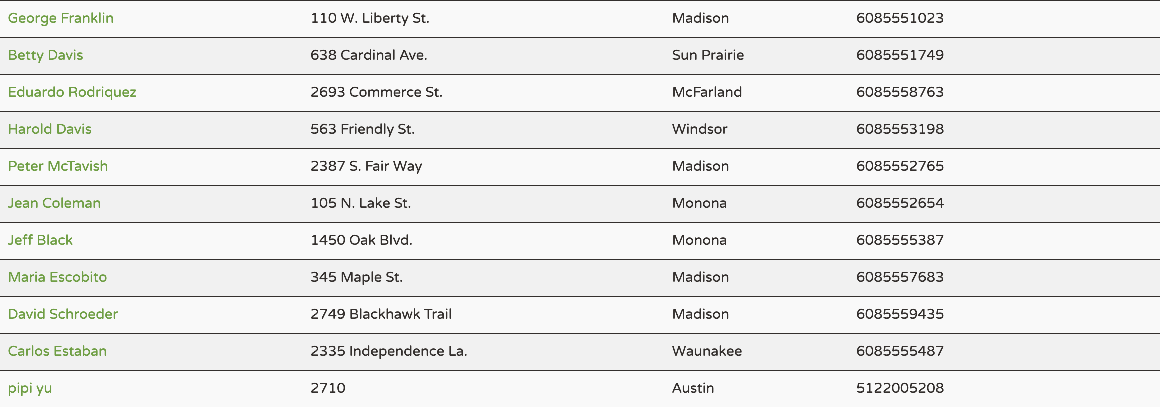 George Franklin 110 W. Liberty St. Madison 6085551023
Betty Davis 638 Cardinal Ave. Sun Prairie 6085551749
Eduardo Rodriquez 2693 Commerce St. McFarland 6085558763
Harold Davis 563 Friendly St. Windsor 6085553198
Peter McTavish 2387 S. Fair Way Madison 6085552765
Jean Coleman 105 N. Lake St. Monona 6085552654
Jeff Black 1450 Oak Blvd. Monona 6085555387
Maria Escobito 345 Maple St. Madison 6085557683
David Schroeder 2749 Blackhawk Trail Madison 6085559435
Carlos Estaban 2335 Independence La. Waunakee 6085555487
pipi yu 2710 Austin 5122005208